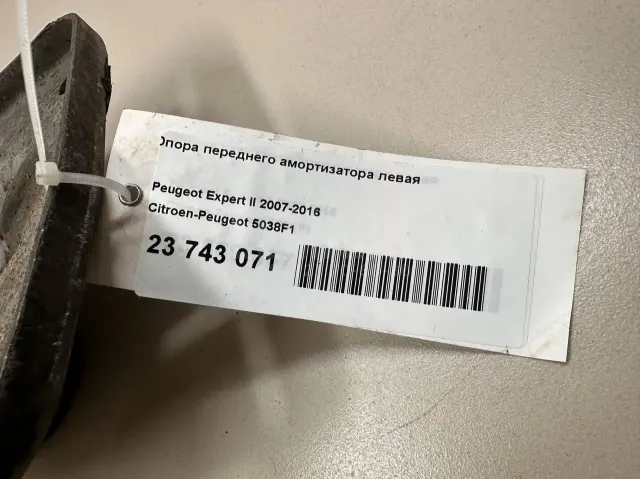 Опора переднего амортизатора левая
Peugeot Expert II 2007-2016
Citroen-Peugeot 5038F1
23 743 071